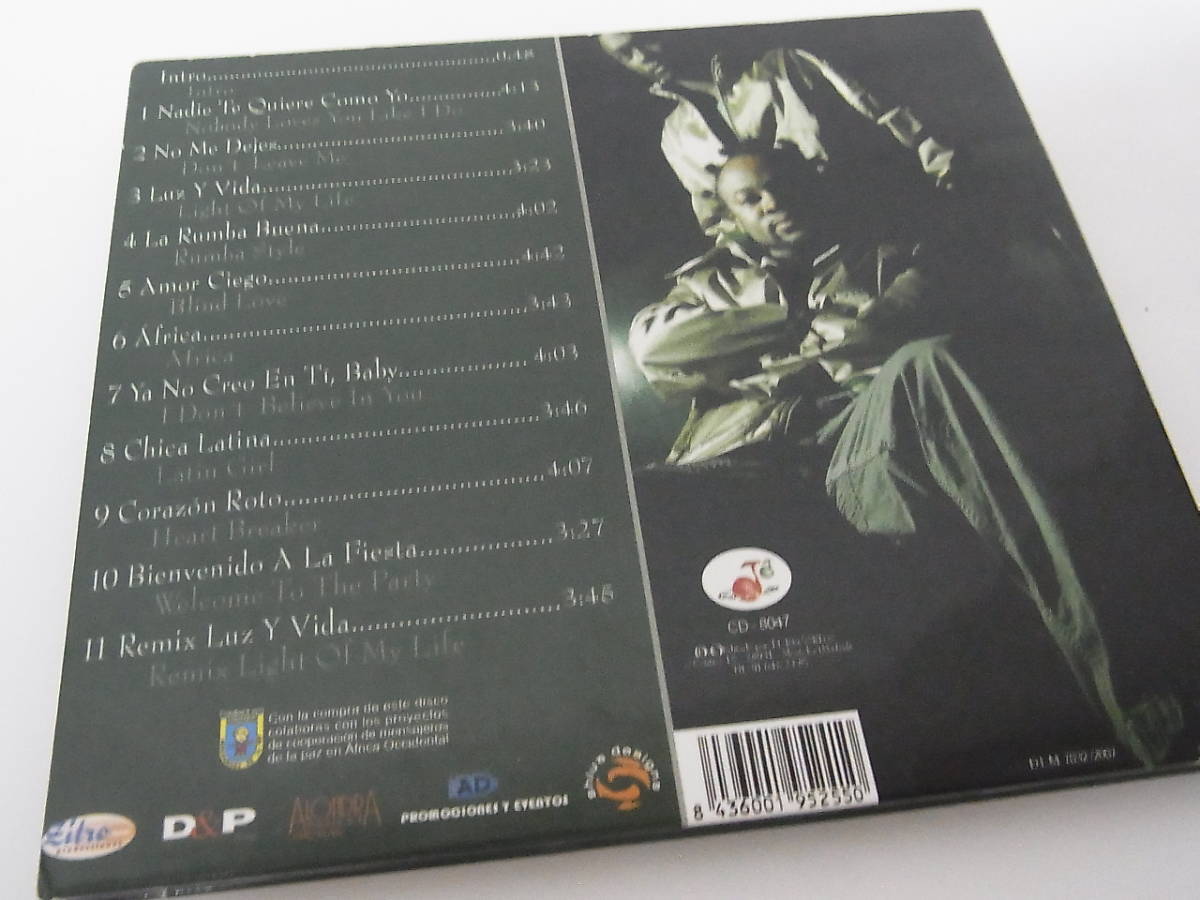 Intro........................................0:48
Intro
1 Nadie Te Quiere Como Yo...............4:13
Nobody Loves You Like I Do
2 No Me Dejes...............................3:40
Don't Leave Me
3 Luz Y Vida.................................3:23
Light Of My Life
4 La Rumba Buena..........................4:02
Rumba Style
5 Amor Ciego................................4:42
Blind Love
6 África........................................3:43
Africa
7 Ya No Creo En Ti, Baby................. 4:03
I Don't Believe In You
8 Chica Latina................................3:46
Latin Girl
9 Corazón Roto..............................4:07
Heart Breaker
10 Bienvenido A La Fiesta................3:27
Welcome To The Party
11 Remix Luz Y Vida.......................3:45
Remix Light Of My Life
Con la compra de este disco
colaboras con los proyectos
de cooperación de mensajeros
de la paz en África Occidental
D&P
AD
PROMOCIONES Y EVENTOS
CD - 8047
8 436001 952550